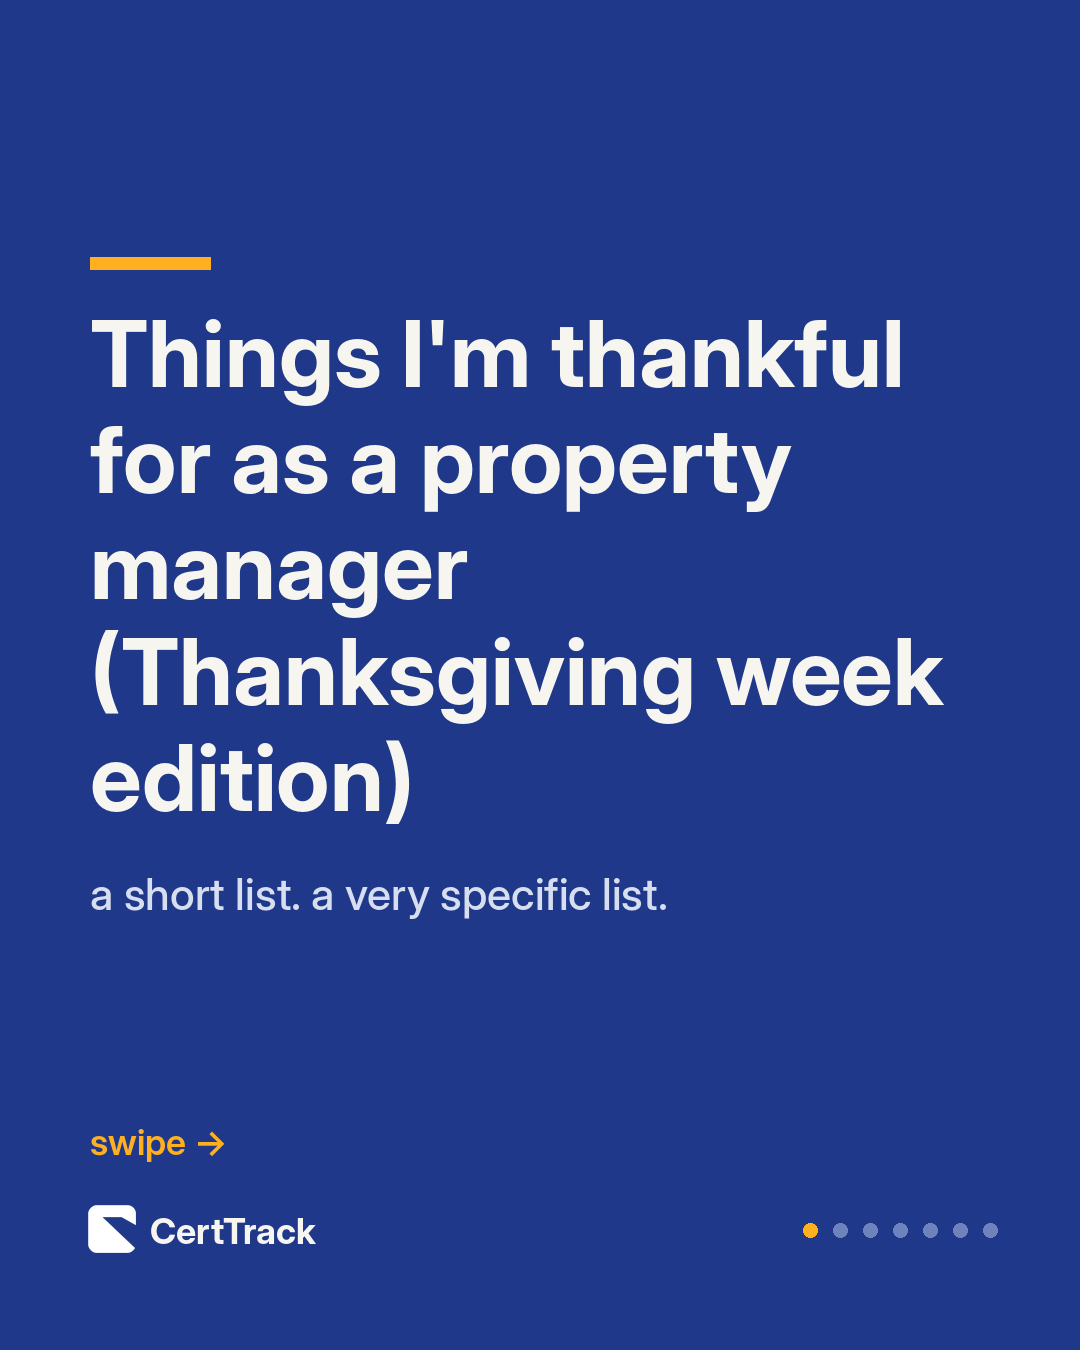 Things I'm thankful
for as a property
manager
(Thanksgiving week
edition)
a short list. a very specific list.
swipe →
CertTrack